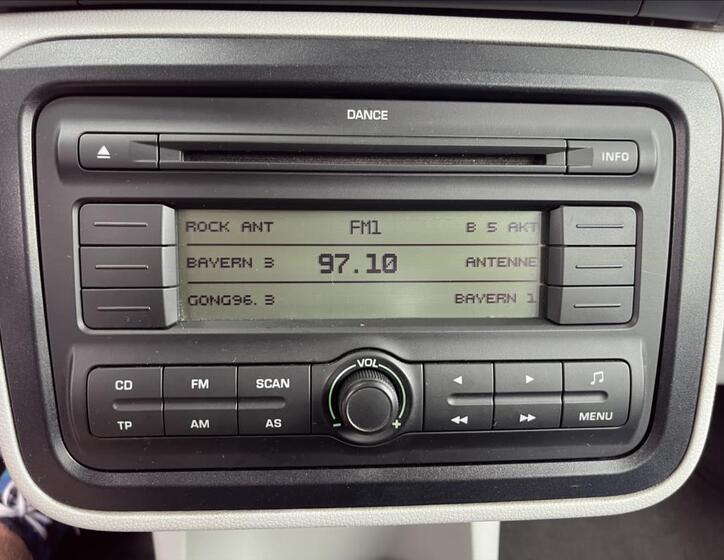 DANCE
INFO
ROCK ANT FM1 B 5 AKT
BAYERN 3 97.10 ANTENNE
GONG96.3 BAYERN 1
VOL
CD FM SCAN
TP AM AS MENU
- +